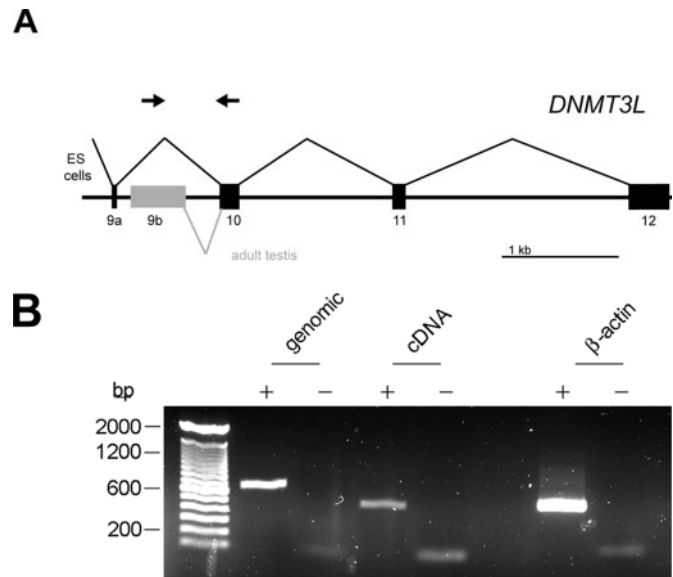 A
DNMT3L
ES
cells
9a 9b 10 11 12
adult testis
1 kb
B
genomic cDNA β-actin
bp + − + − + −
2000
1200
600
200